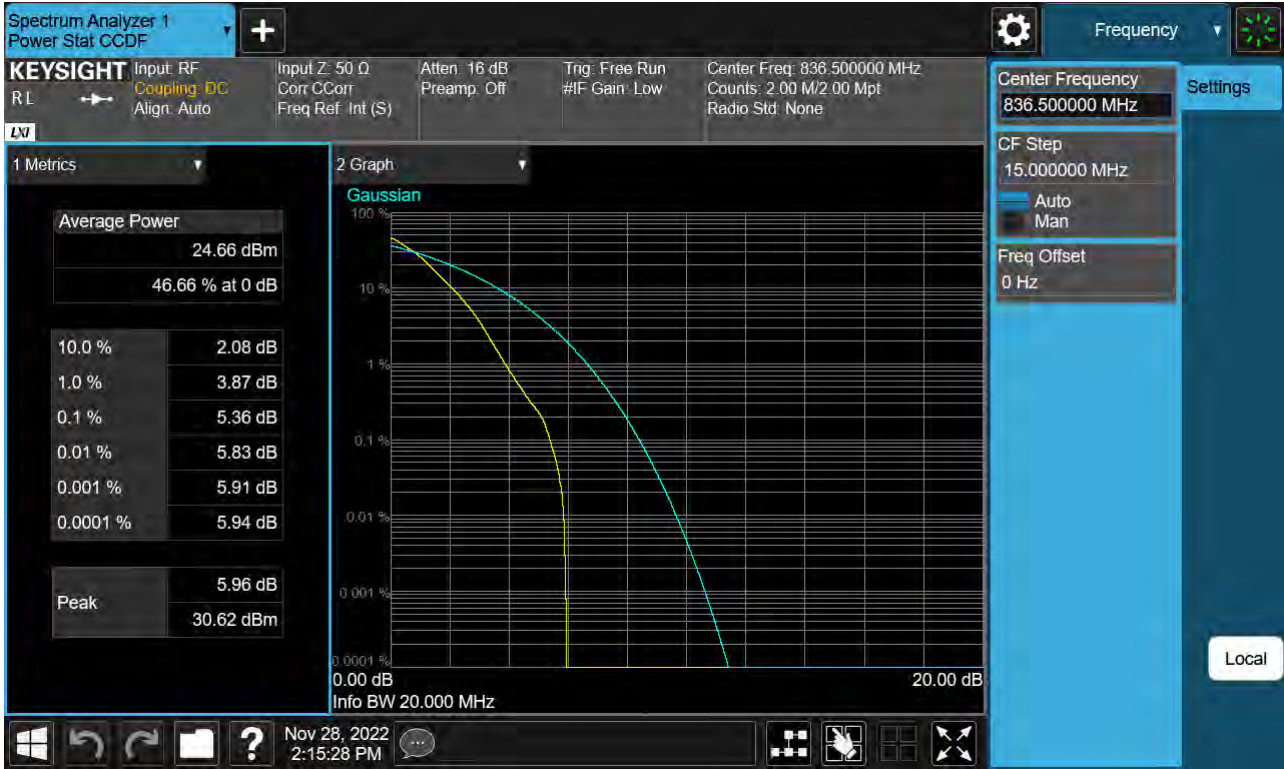 Spectrum Analyzer 1
Power Stat CCDF
Frequency
KEYSIGHT
RL
LXI
Input: RF
Coupling: DC
Align: Auto
Input Z: 50 Ω
Corr CCorr
Freq Ref: Int (S)
Atten: 16 dB
Preamp: Off
Trig: Free Run
#IF Gain: Low
Center Freq: 836.500000 MHz
Counts: 2.00 M/2.00 Mpt
Radio Std: None
Center Frequency
836.500000 MHz
Settings
CF Step
15.000000 MHz
Auto
Man
Freq Offset
0 Hz
Local
1 Metrics
Average Power
24.66 dBm
46.66 % at 0 dB
10.0 % 2.08 dB
1.0 % 3.87 dB
0.1 % 5.36 dB
0.01 % 5.83 dB
0.001 % 5.91 dB
0.0001 % 5.94 dB
Peak
5.96 dB
30.62 dBm
2 Graph
Gaussian
100 %
10 %
1 %
0.1 %
0.01 %
0.001 %
0.0001 %
0.00 dB 20.00 dB
Info BW 20.000 MHz
Nov 28, 2022
2:15:28 PM